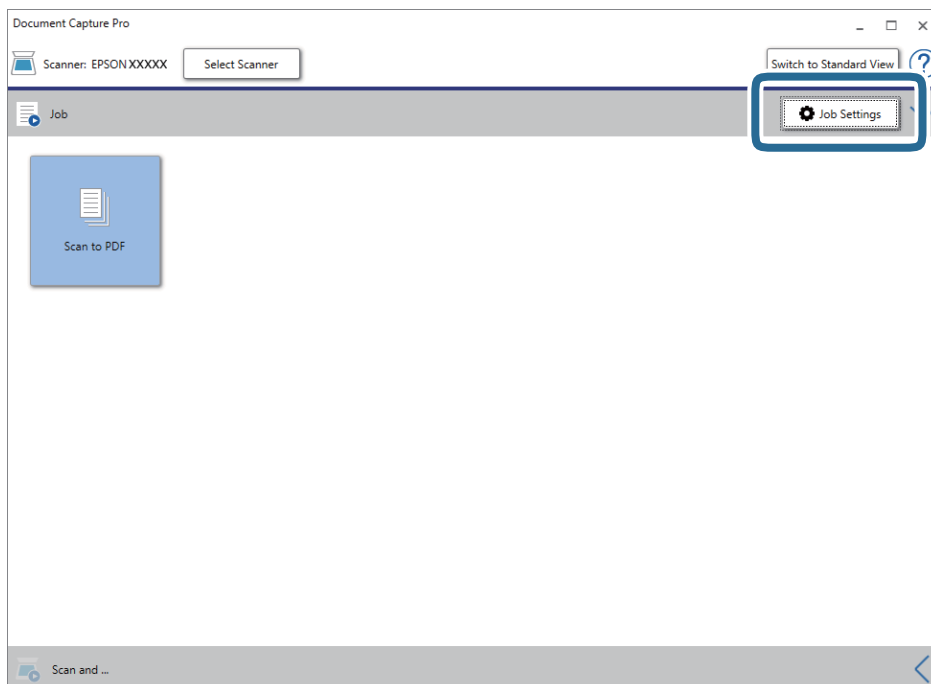 Document Capture Pro
Scanner: EPSON XXXXX Select Scanner Switch to Standard View ?
Job Job Settings
Scan to PDF
Scan and ...